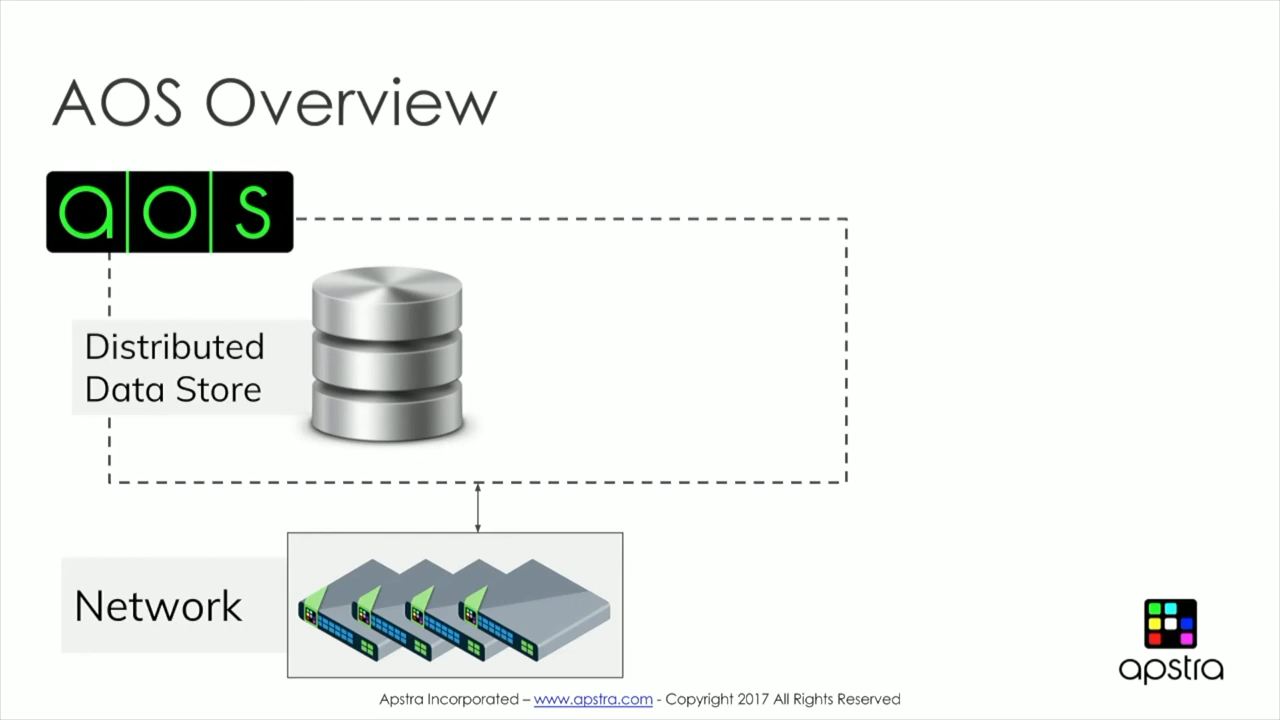 AOS Overview
aos
Distributed
Data Store
Network
apstra
Apstra Incorporated – www.apstra.com - Copyright 2017 All Rights Reserved